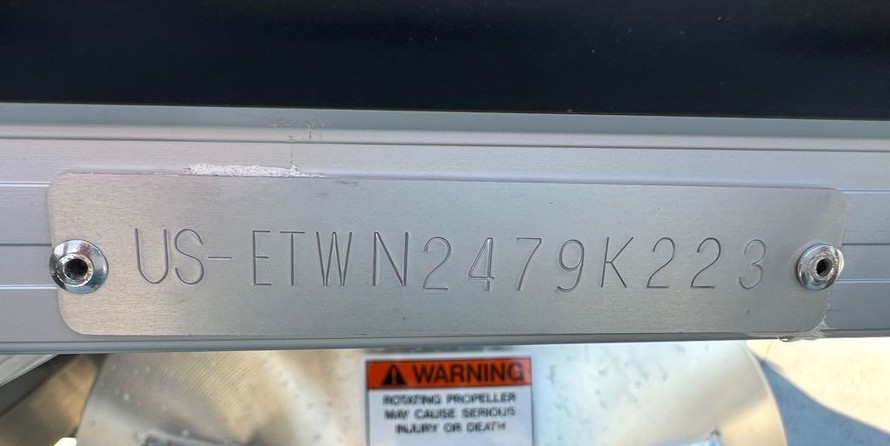 US-ETWN2479K223
WARNING
ROTATING PROPELLER
MAY CAUSE SERIOUS
INJURY OR DEATH